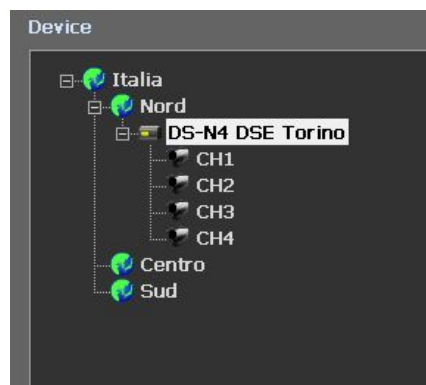 Device
Italia
Nord
DS-N4 DSE Torino
CH1
CH2
CH3
CH4
Centro
Sud